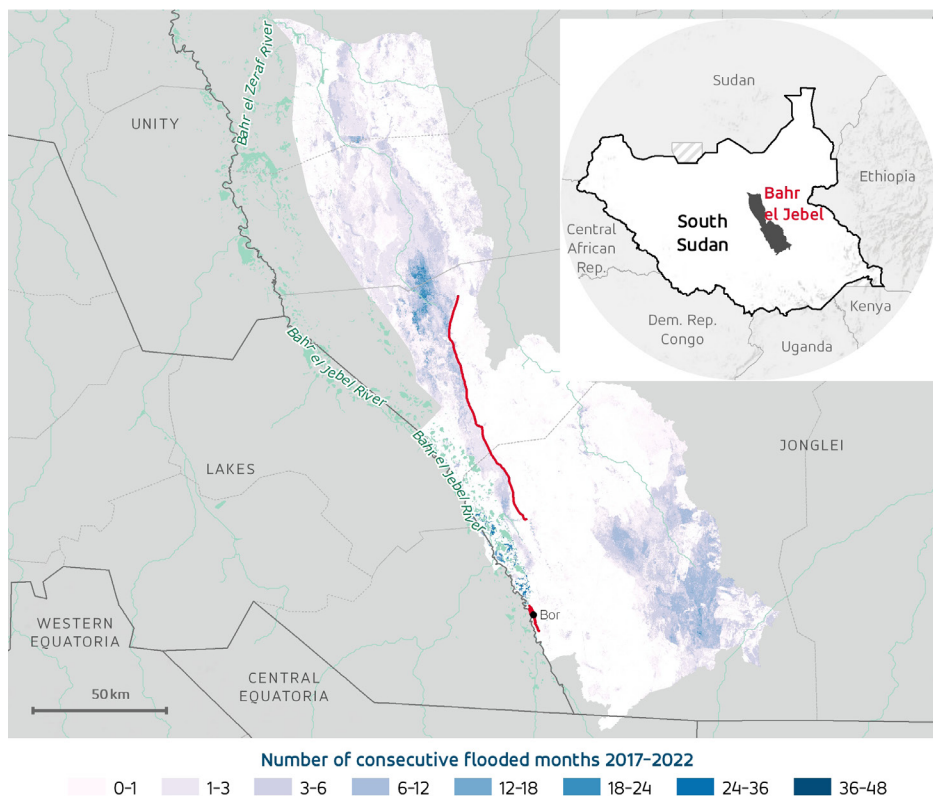 Bahr el Zeraf River
UNITY
Bahr el Jebel River
Bahr el Jebel River
LAKES
JONGLEI
Bor
WESTERN
EQUATORIA
CENTRAL
EQUATORIA
50 km
Sudan
Ethiopia
Bahr
el Jebel
South
Sudan
Central
African
Rep.
Kenya
Dem. Rep.
Congo
Uganda
Number of consecutive flooded months 2017–2022
0-1 1-3 3-6 6-12 12-18 18-24 24-36 36-48